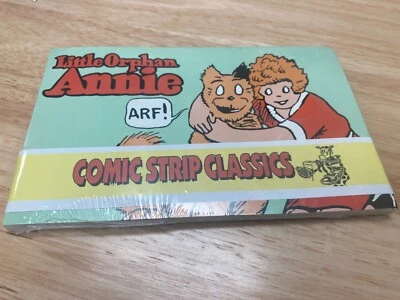 Little Orphan
Annie
ARF!
COMIC STRIP CLASSICS